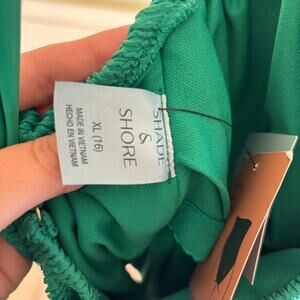 SHADE
&
SHORE
XL (16)
MADE IN VIETNAM
HECHO EN VIETNAM